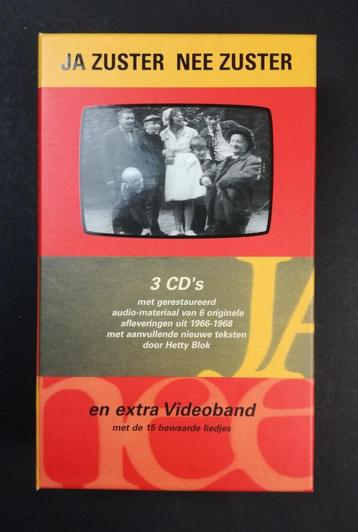 JA ZUSTER NEE ZUSTER
3 CD's
met gerestaureerd
audio-materiaal van 6 originele
afleveringen uit 1966-1968
met aanvullende nieuwe teksten
door Hetty Blok
JA
nee
en extra Videoband
met de 15 bewaarde liedjes